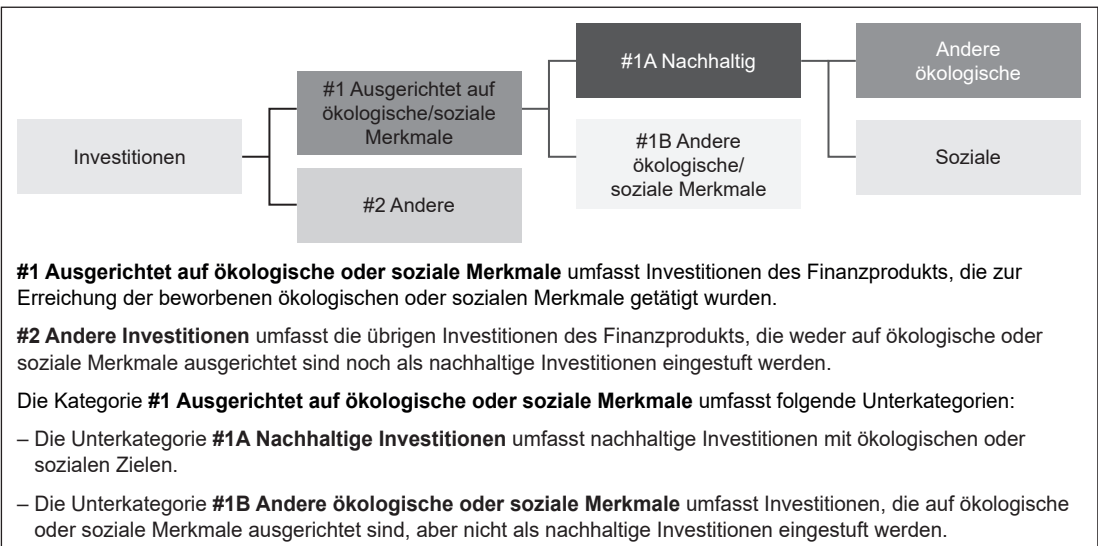 Investitionen
#1 Ausgerichtet auf
ökologische/soziale
Merkmale
#2 Andere
#1A Nachhaltig
#1B Andere
ökologische/
soziale Merkmale
Andere
ökologische
Soziale
#1 Ausgerichtet auf ökologische oder soziale Merkmale umfasst Investitionen des Finanzprodukts, die zur
Erreichung der beworbenen ökologischen oder sozialen Merkmale getätigt wurden.
#2 Andere Investitionen umfasst die übrigen Investitionen des Finanzprodukts, die weder auf ökologische oder
soziale Merkmale ausgerichtet sind noch als nachhaltige Investitionen eingestuft werden.
Die Kategorie #1 Ausgerichtet auf ökologische oder soziale Merkmale umfasst folgende Unterkategorien:
– Die Unterkategorie #1A Nachhaltige Investitionen umfasst nachhaltige Investitionen mit ökologischen oder
sozialen Zielen.
– Die Unterkategorie #1B Andere ökologische oder soziale Merkmale umfasst Investitionen, die auf ökologische
oder soziale Merkmale ausgerichtet sind, aber nicht als nachhaltige Investitionen eingestuft werden.